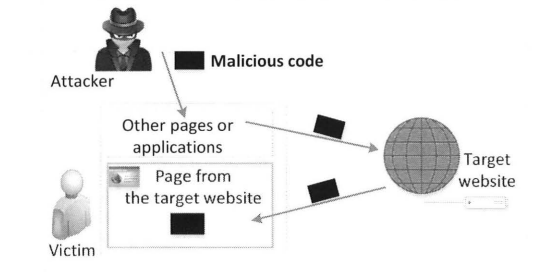 Malicious code
Attacker
Other pages or
applications
Page from
the target website
Target
website
Victim